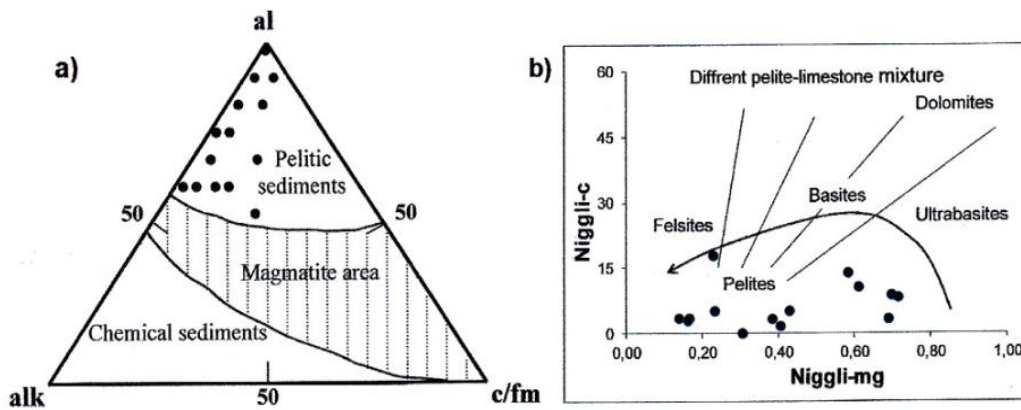 a)
al
Pelitic
sediments
50
50
Magmatite area
Chemical sediments
alk
50
c/fm
b)
Niggli-c
60
45
30
15
0
Diffrent pelite-limestone mixture
Dolomites
Basites
Felsites
Ultrabasites
Pelites
0,00
0,20
0,40
0,60
0,80
1,00
Niggli-mg